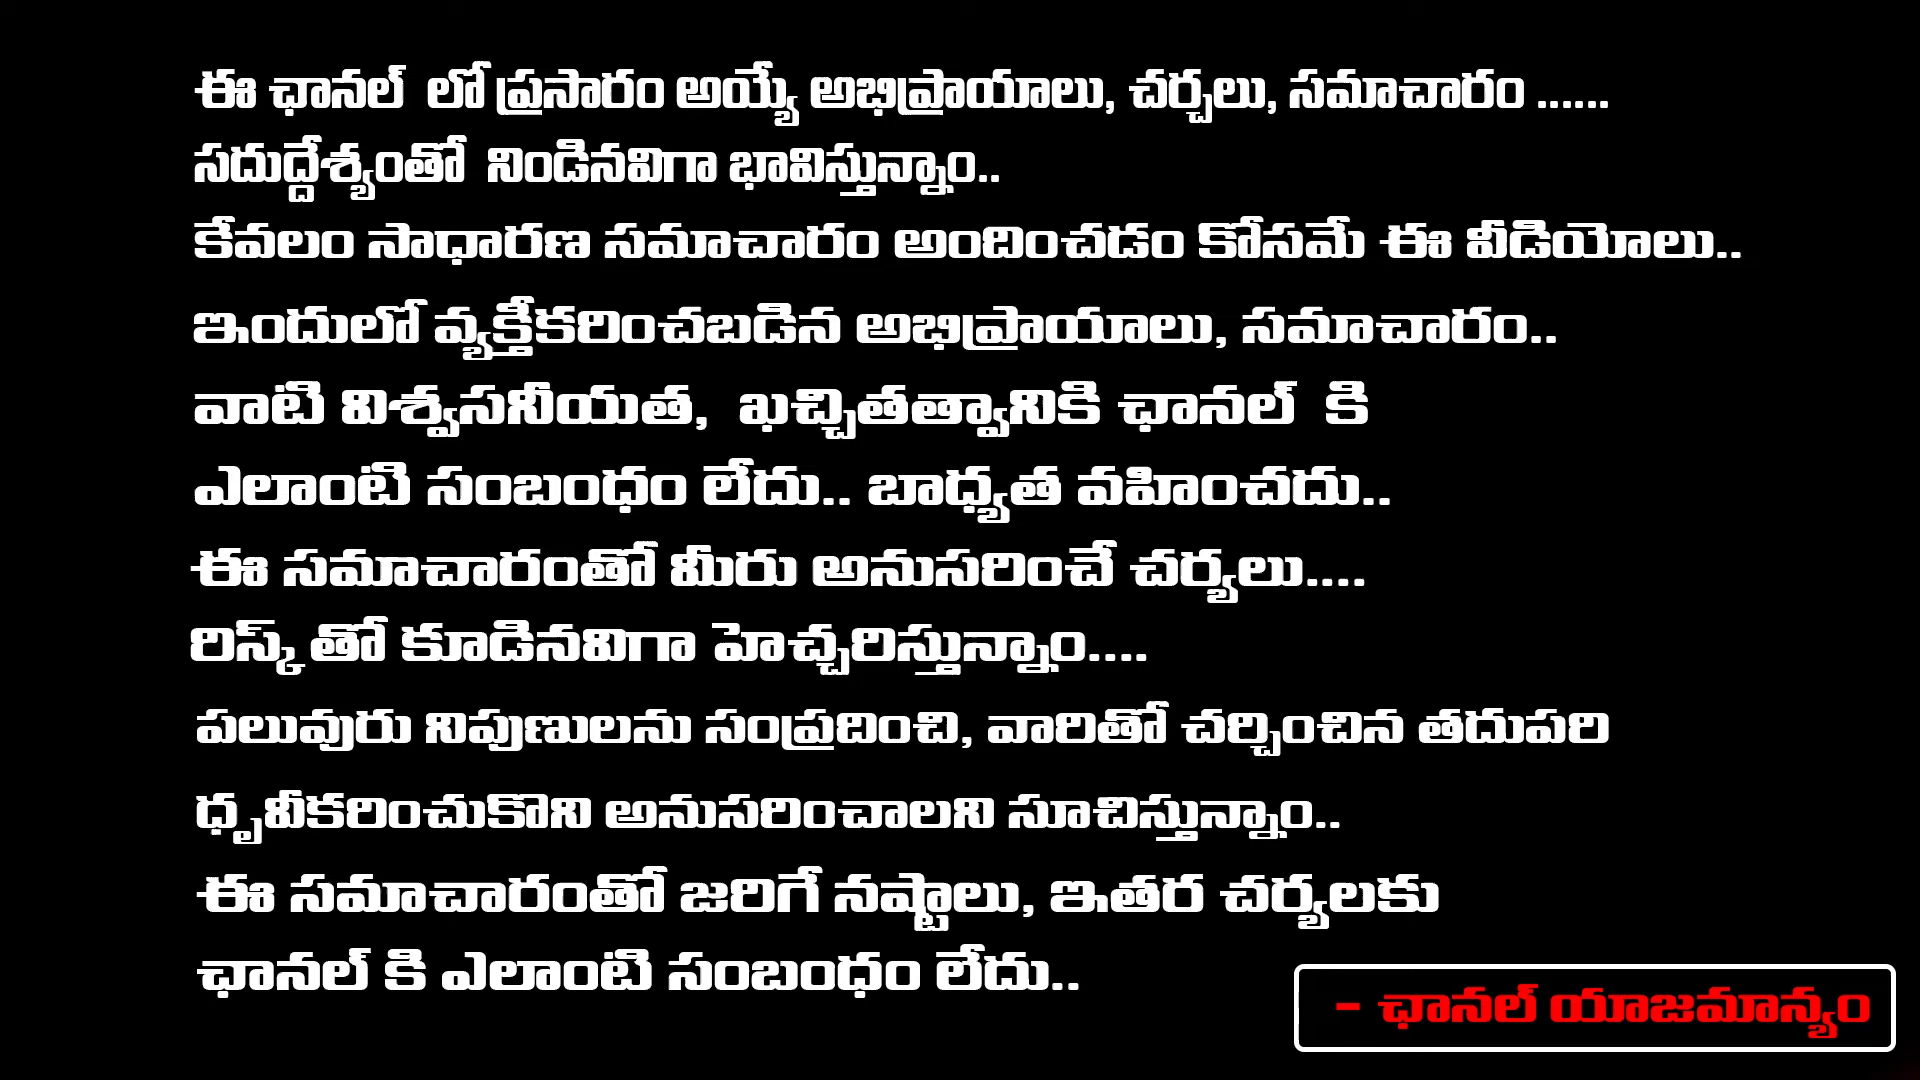 ఈ ఛానల్ లో ప్రసారం అయ్యే అభిప్రాయాలు, చర్చలు, సమాచారం ......
సదుద్దేశ్యంతో నిండినవిగా భావిస్తున్నాం..
కేవలం సాధారణ సమాచారం అందించడం కోసమే ఈ వీడియోలు..
ఇందులో వ్యక్తీకరించబడిన అభిప్రాయాలు, సమాచారం..
వాటి విశ్వసనీయత, ఖచ్చితత్వానికి ఛానల్ కి
ఎలాంటి సంబంధం లేదు.. బాధ్యత వహించదు..
ఈ సమాచారంతో మీరు అనుసరించే చర్యలు....
రిస్క్ తో కూడినవిగా హెచ్చరిస్తున్నాం....
పలువురు నిపుణులను సంప్రదించి, వారితో చర్చించిన తదుపరి
ధృవీకరించుకొని అనుసరించాలని సూచిస్తున్నాం..
ఈ సమాచారంతో జరిగే నష్టాలు, ఇతర చర్యలకు
ఛానల్ కి ఎలాంటి సంబంధం లేదు..
- ఛానల్ యాజమాన్యం